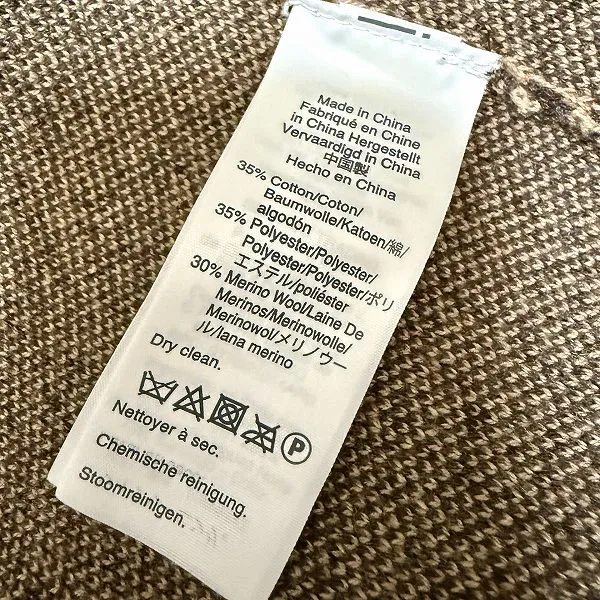 Made in China
Fabriqué en Chine
in China Hergestellt
Vervaardigd in China
中国製
Hecho en China
35% Cotton/Coton/
Baumwolle/Katoen/綿/
algodón
35% Polyester/Polyester/
Polyester/Polyester/ポリ
エステル/poliéster
30% Merino Wool/Laine De
Merinos/Merinowolle/
Merinowol/メリノウー
ル/lana merino
Dry clean.
P
Nettoyer à sec.
Chemische reinigung.
Stoomreinigen.